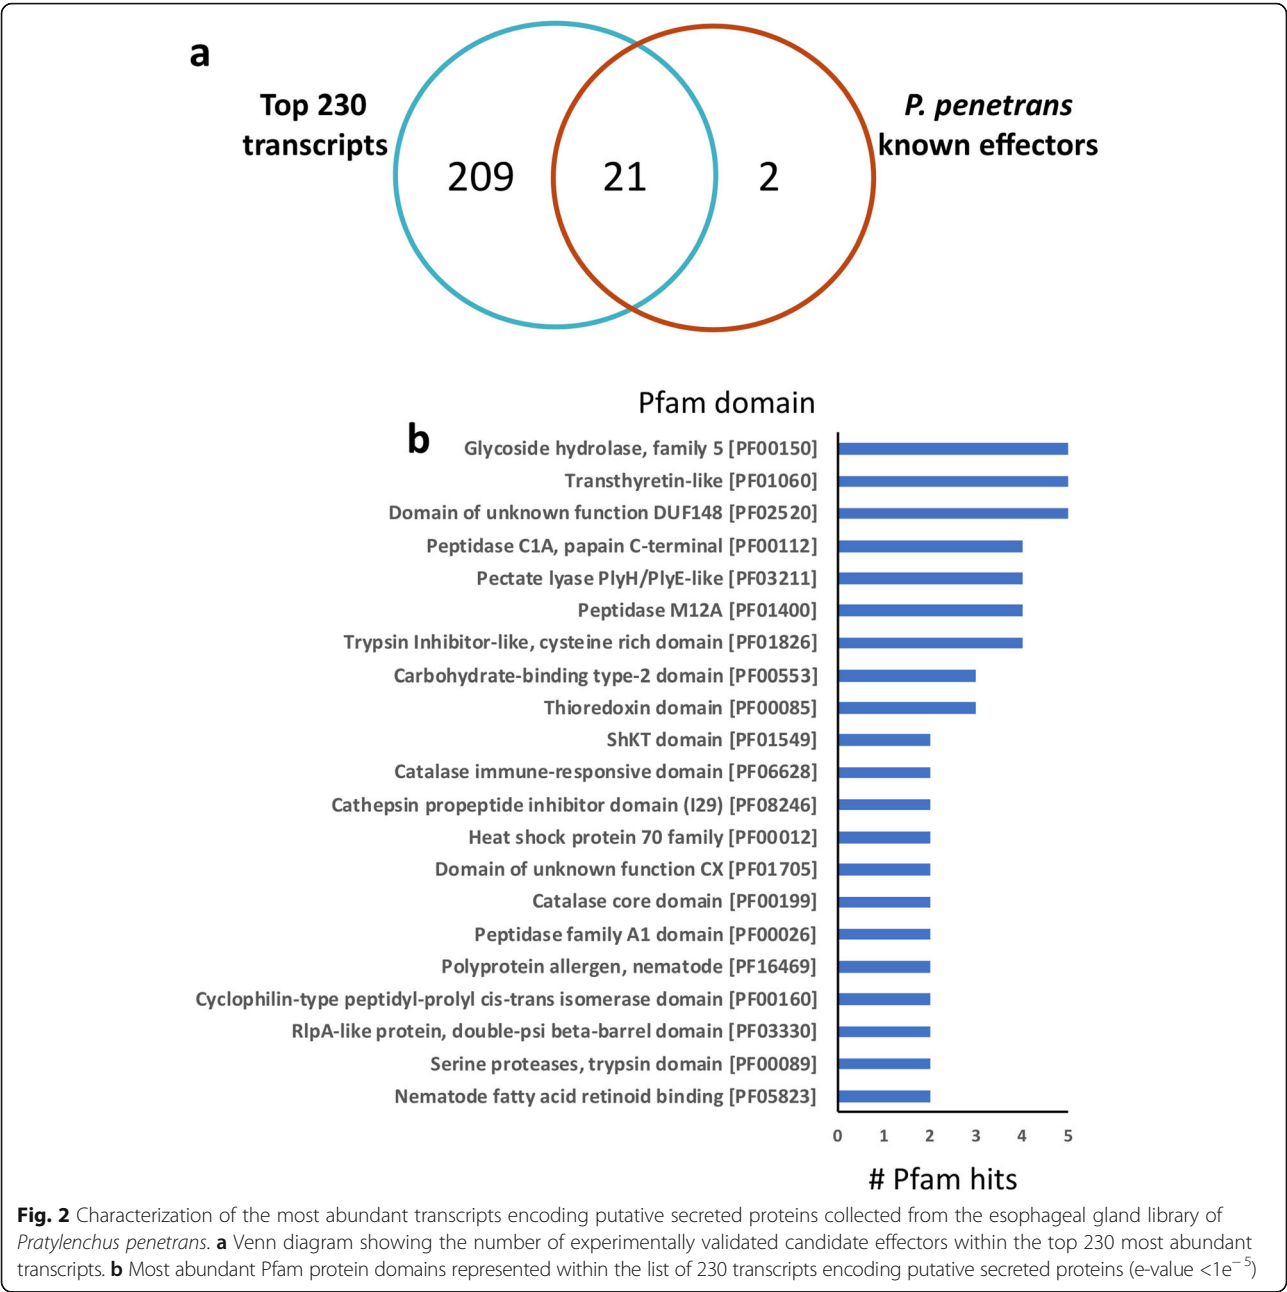 a
Top 230
transcripts
P. penetrans
known effectors
209
21
2
Pfam domain
b
Glycoside hydrolase, family 5 [PF00150]
Transthyretin-like [PF01060]
Domain of unknown function DUF148 [PF02520]
Peptidase C1A, papain C-terminal [PF00112]
Pectate lyase PlyH/PlyE-like [PF03211]
Peptidase M12A [PF01400]
Trypsin Inhibitor-like, cysteine rich domain [PF01826]
Carbohydrate-binding type-2 domain [PF00553]
Thioredoxin domain [PF00085]
ShKT domain [PF01549]
Catalase immune-responsive domain [PF06628]
Cathepsin propeptide inhibitor domain (I29) [PF08246]
Heat shock protein 70 family [PF00012]
Domain of unknown function CX [PF01705]
Catalase core domain [PF00199]
Peptidase family A1 domain [PF00026]
Polyprotein allergen, nematode [PF16469]
Cyclophilin-type peptidyl-prolyl cis-trans isomerase domain [PF00160]
RlpA-like protein, double-psi beta-barrel domain [PF03330]
Serine proteases, trypsin domain [PF00089]
Nematode fatty acid retinoid binding [PF05823]
0 1 2 3 4 5
# Pfam hits
Fig. 2 Characterization of the most abundant transcripts encoding putative secreted proteins collected from the esophageal gland library of
Pratylenchus penetrans. a Venn diagram showing the number of experimentally validated candidate effectors within the top 230 most abundant
transcripts. b Most abundant Pfam protein domains represented within the list of 230 transcripts encoding putative secreted proteins (e-value <1e⁻⁵)